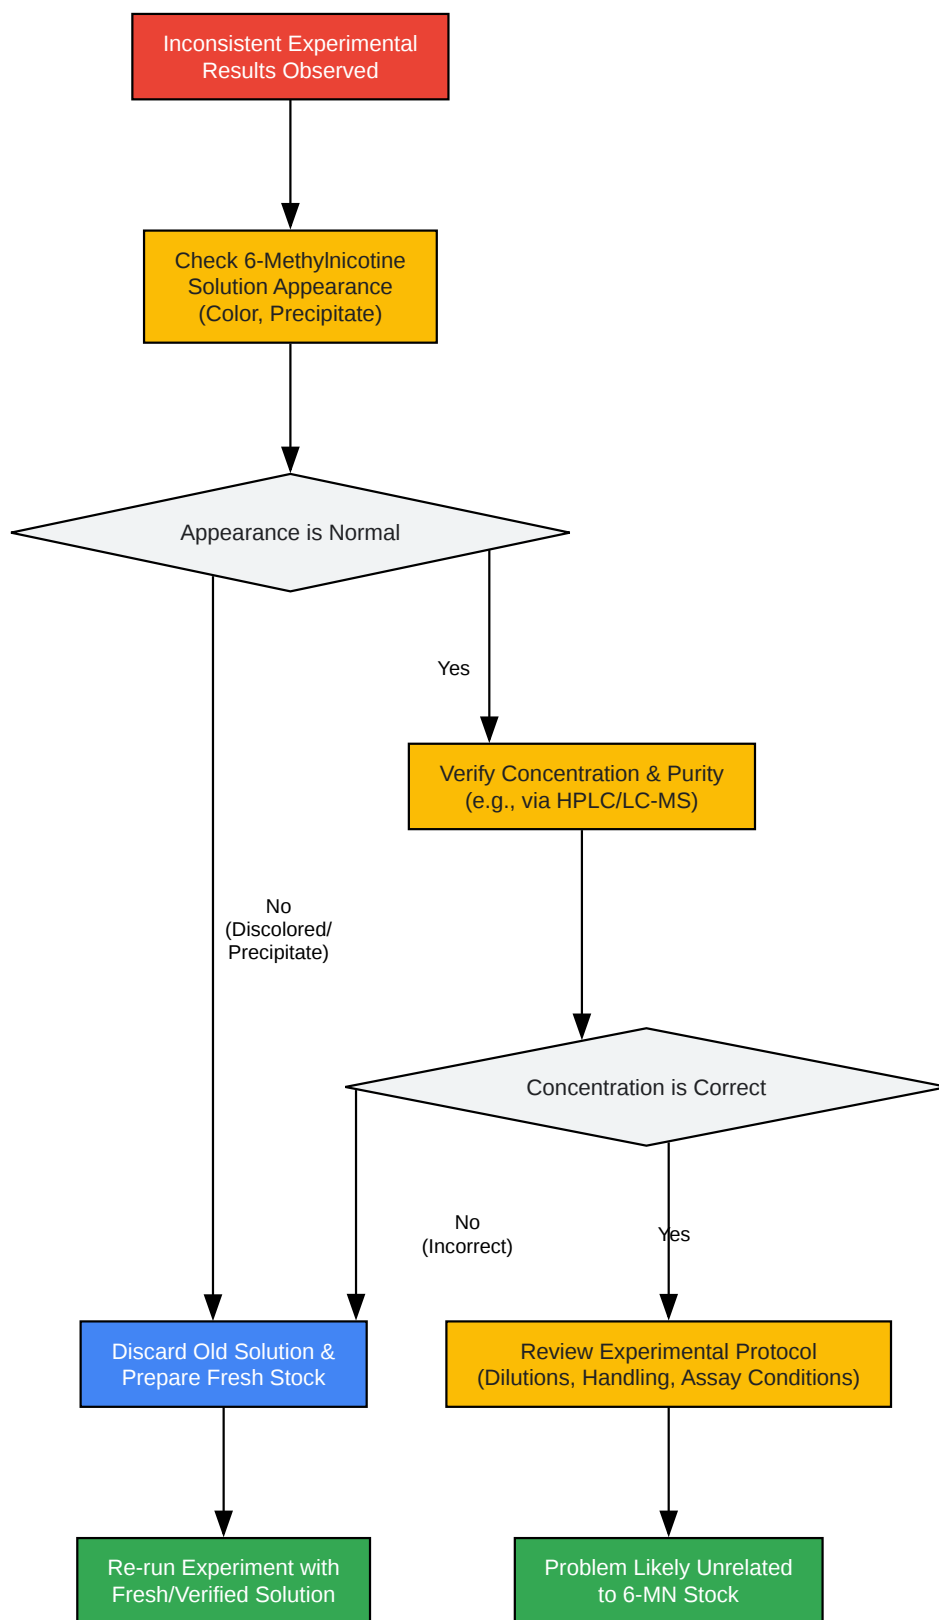 Inconsistent Experimental
Results Observed
Check 6-Methylnicotine
Solution Appearance
(Color, Precipitate)
Appearance is Normal
Yes
Verify Concentration & Purity
(e.g., via HPLC/LC-MS)
No
(Discolored/
Precipitate)
Concentration is Correct
No
(Incorrect)
Yes
Discard Old Solution &
Prepare Fresh Stock
Review Experimental Protocol
(Dilutions, Handling, Assay Conditions)
Re-run Experiment with
Fresh/Verified Solution
Problem Likely Unrelated
to 6-MN Stock